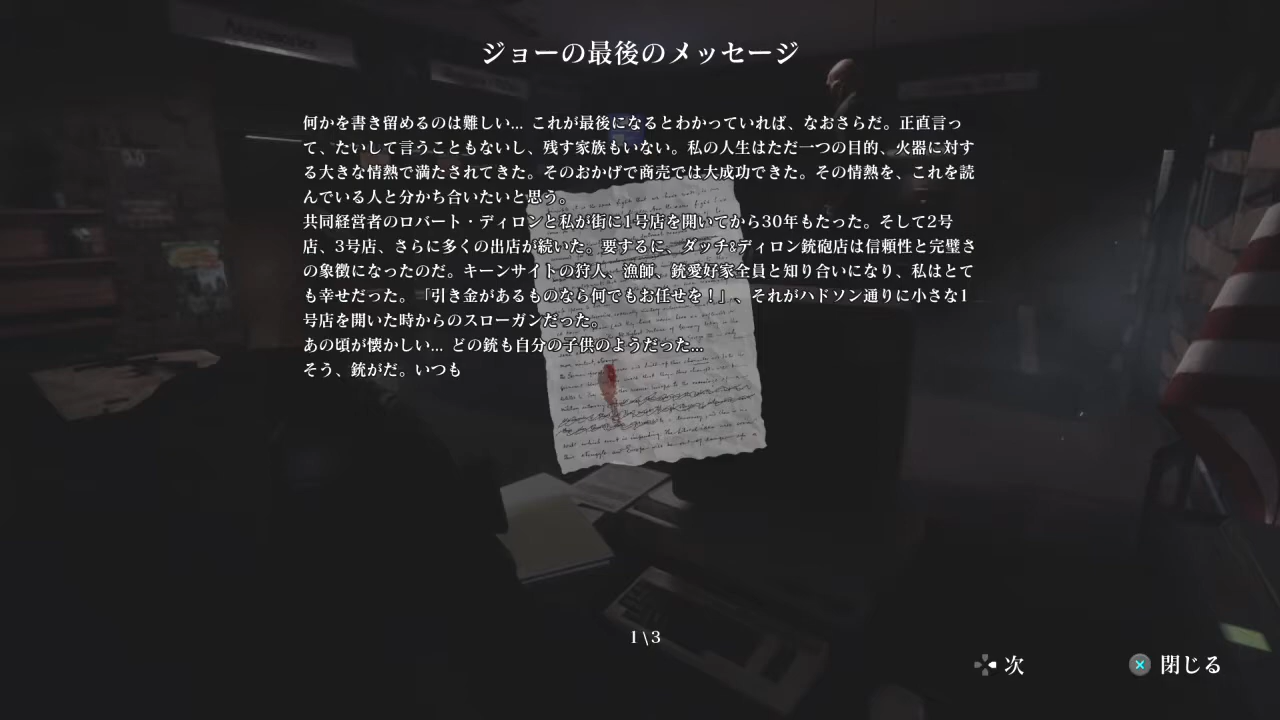 ジョーの最後のメッセージ
何かを書き留めるのは難しい... これが最後になるとわかっていれば、なおさらだ。正直言っ
て、たいして言うこともないし、残す家族もいない。私の人生はただ一つの目的、火器に対す
る大きな情熱で満たされてきた。そのおかげで商売では大成功できた。その情熱を、これを読
んでいる人と分かち合いたいと思う。
共同経営者のロバート・ディロンと私が街に1号店を開いてから30年もたった。そして2号
店、3号店、さらに多くの出店が続いた。要するに、ダッチ&ディロン銃砲店は信頼性と完璧さ
の象徴になったのだ。キーンサイトの狩人、漁師、銃愛好家全員と知り合いになり、私はとて
も幸せだった。「引き金があるものなら何でもお任せを！」、それがハドソン通りに小さな1
号店を開いた時からのスローガンだった。
あの頃が懐かしい... どの銃も自分の子供のようだった...
そう、銃がだ。いつも
1 \ 3
次
閉じる